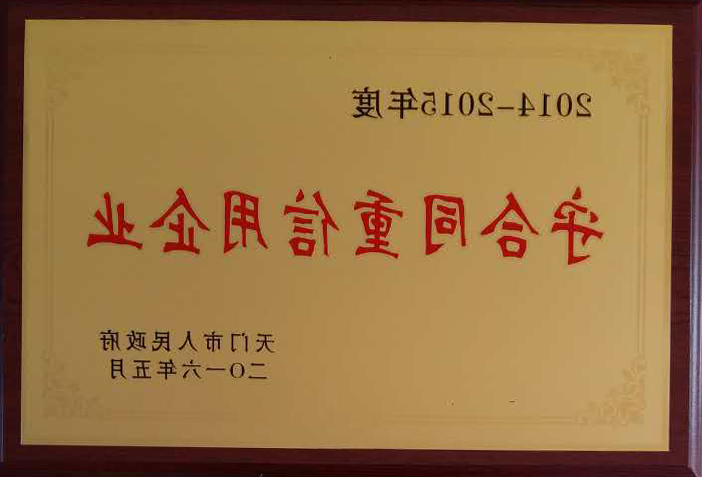 2014-2015年度
守合同重信用企业
天门市人民政府
二〇一六年五月